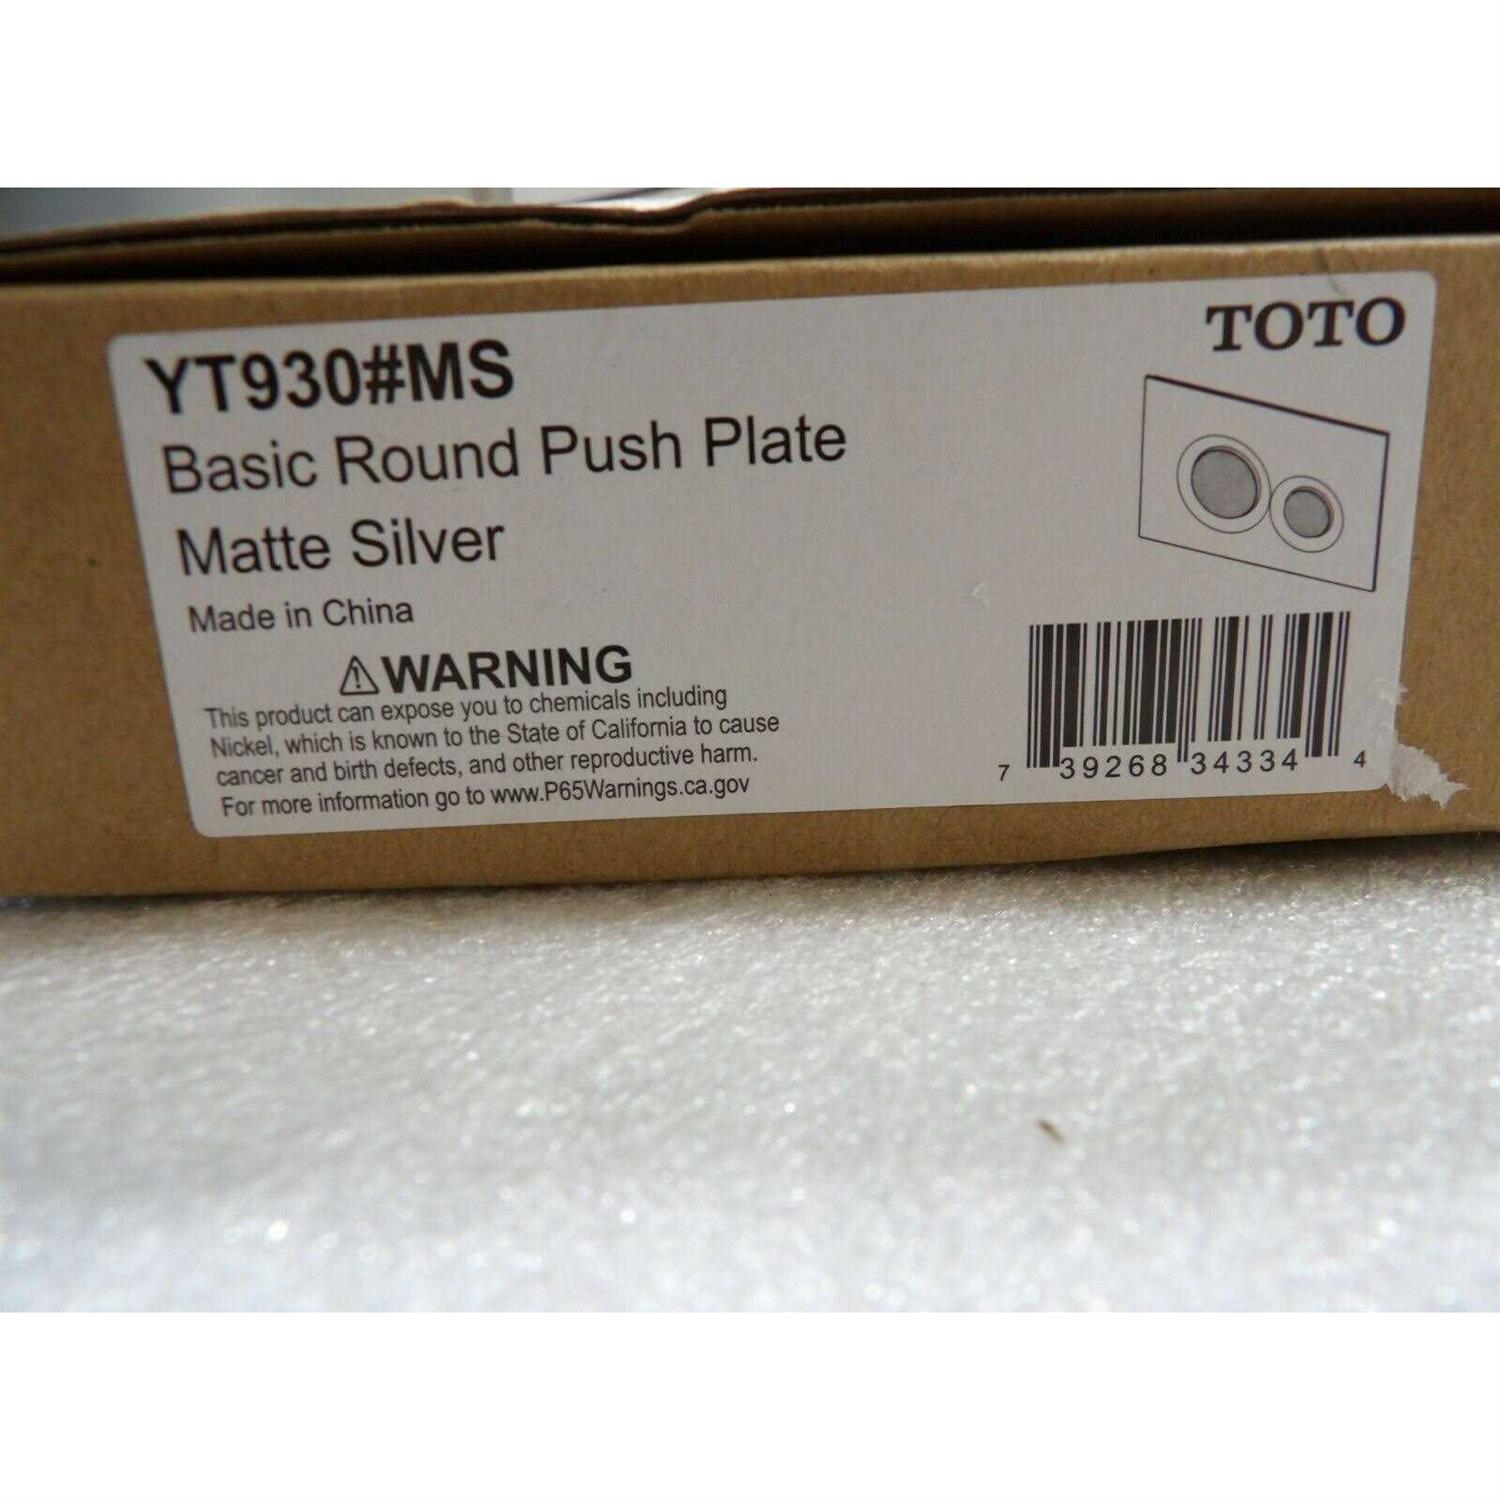 TOTO
YT930#MS
Basic Round Push Plate
Matte Silver
Made in China
⚠WARNING
This product can expose you to chemicals including
Nickel, which is known to the State of California to cause
cancer and birth defects, and other reproductive harm.
For more information go to www.P65Warnings.ca.gov
7 39268 34334 4